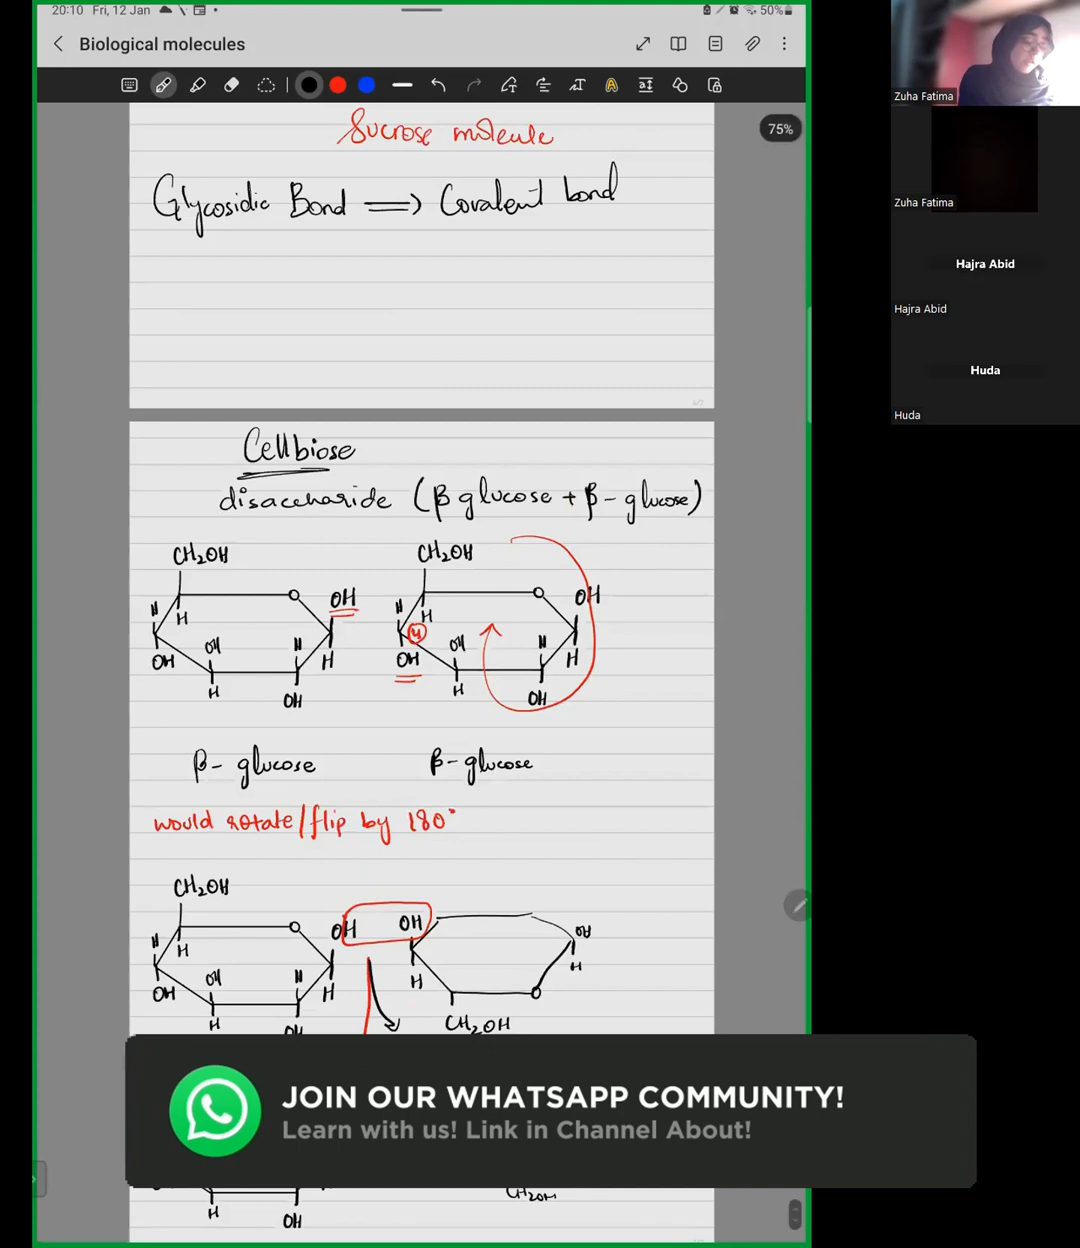 20:10 Fri, 12 Jan
50%
Biological molecules
75%
Sucrose molecule
Glycosidic Bond ⟹ Covalent bond
Cellbiose
disaccharide (β glucose + β - glucose)
CH₂OH
CH₂OH
O
OH
O
OH
H
H
H
H
4
OH
OH
H
H
OH
OH
H
H
H
OH
H
OH
β- glucose
β-glucose
would rotate/flip by 180°
CH₂OH
O
OH
OH
OH
H
H
H
OH
OH
H
H
H
H
O
H
OH
CH₂OH
JOIN OUR WHATSAPP COMMUNITY!
Learn with us! Link in Channel About!
CH₂OH
H
OH
Zuha Fatima
Zuha Fatima
Hajra Abid
Hajra Abid
Huda
Huda